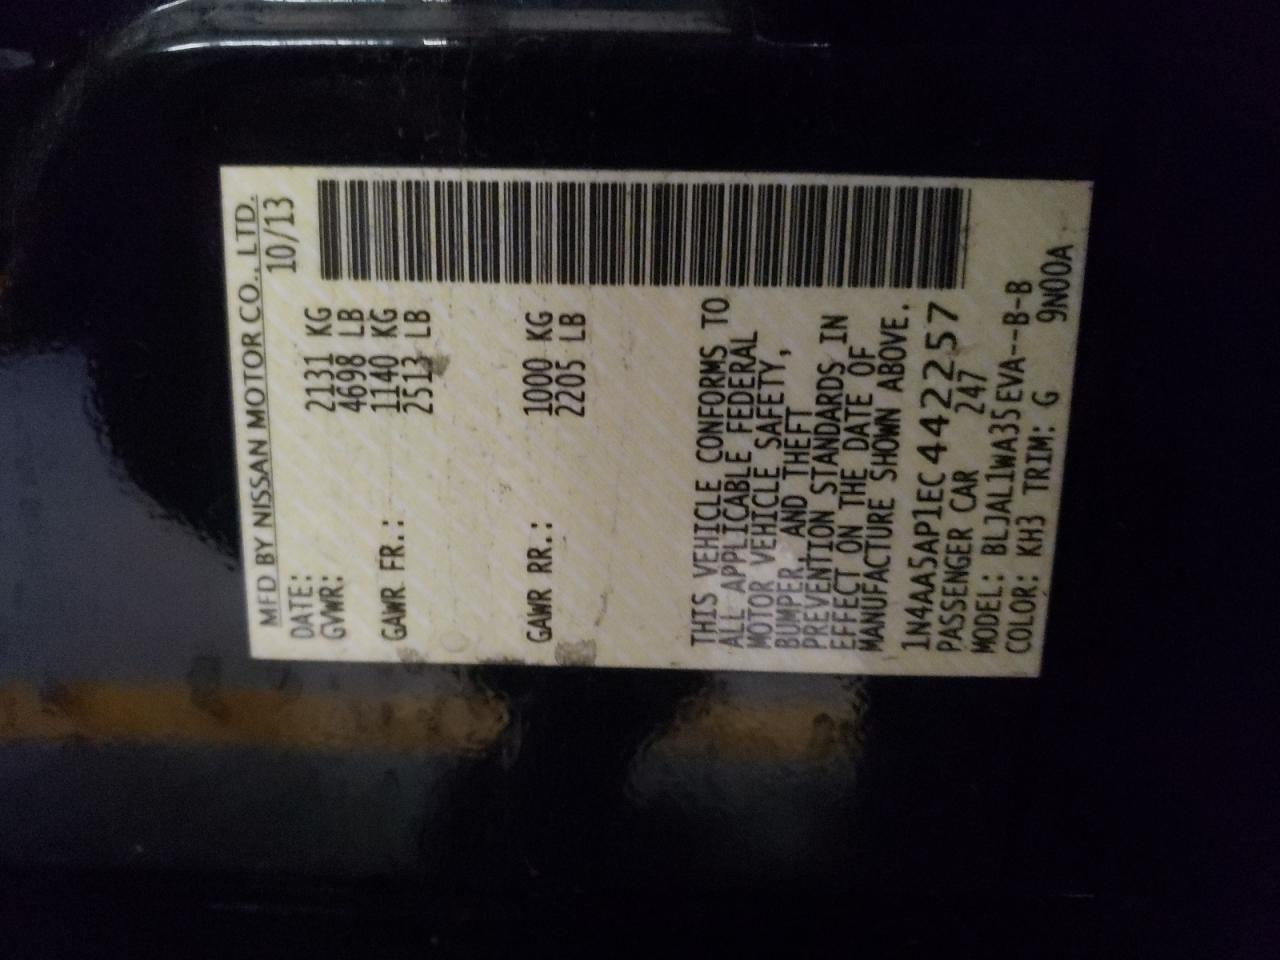 MFD BY NISSAN MOTOR CO., LTD.
DATE: 10/13
GVWR: 2131 KG
4698 LB
GAWR FR.: 1140 KG
2513 LB
GAWR RR.: 1000 KG
2205 LB
THIS VEHICLE CONFORMS TO
ALL APPLICABLE FEDERAL
MOTOR VEHICLE SAFETY,
BUMPER, AND THEFT
PREVENTION STANDARDS IN
EFFECT ON THE DATE OF
MANUFACTURE SHOWN ABOVE.
1N4AA5AP1EC442257
PASSENGER CAR 247
MODEL: BLJAL1WA35EVA---B-B
COLOR: KH3 TRIM: G 9N00A